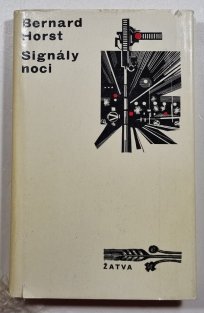 Bernard
Horst
Signály
noci
ŽATVA